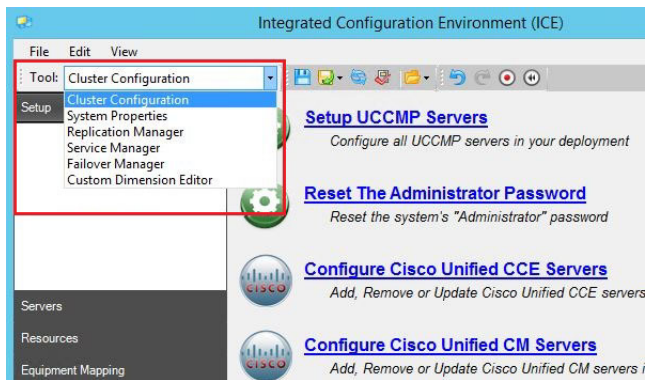 Integrated Configuration Environment (ICE)
File Edit View
Tool: Cluster Configuration
Cluster Configuration
System Properties
Replication Manager
Service Manager
Failover Manager
Custom Dimension Editor
Setup
Setup UCCMP Servers
Configure all UCCMP servers in your deployment
Reset The Administrator Password
Reset the system's "Administrator" password
CISCO
Configure Cisco Unified CCE Servers
Add, Remove or Update Cisco Unified CCE servers
CISCO
Configure Cisco Unified CM Servers
Add, Remove or Update Cisco Unified CM servers
Servers
Resources
Equipment Mapping